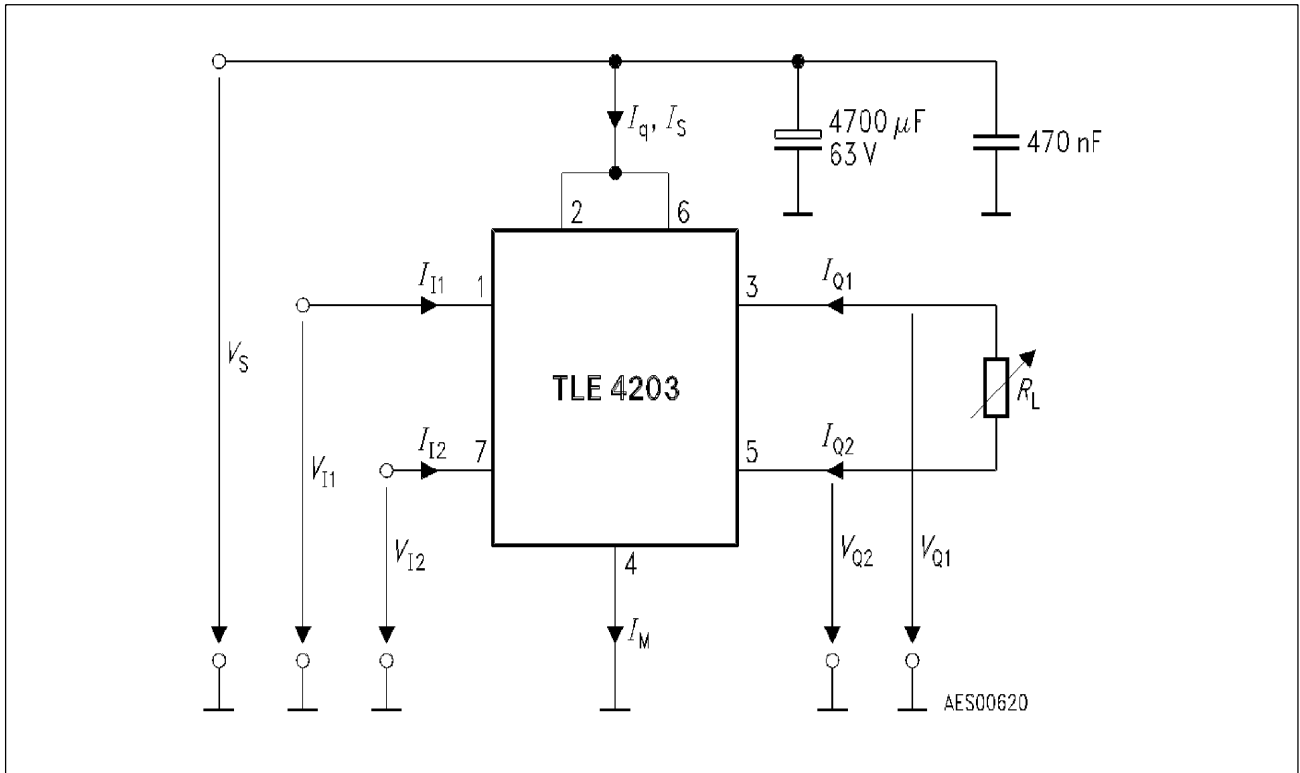 I_q, I_S
4700 µF
63 V
470 nF
2
6
I_I1
1
3
I_Q1
V_S
TLE 4203
R_L
I_I2
7
5
I_Q2
V_I1
V_I2
4
V_Q2
V_Q1
I_M
AES00620